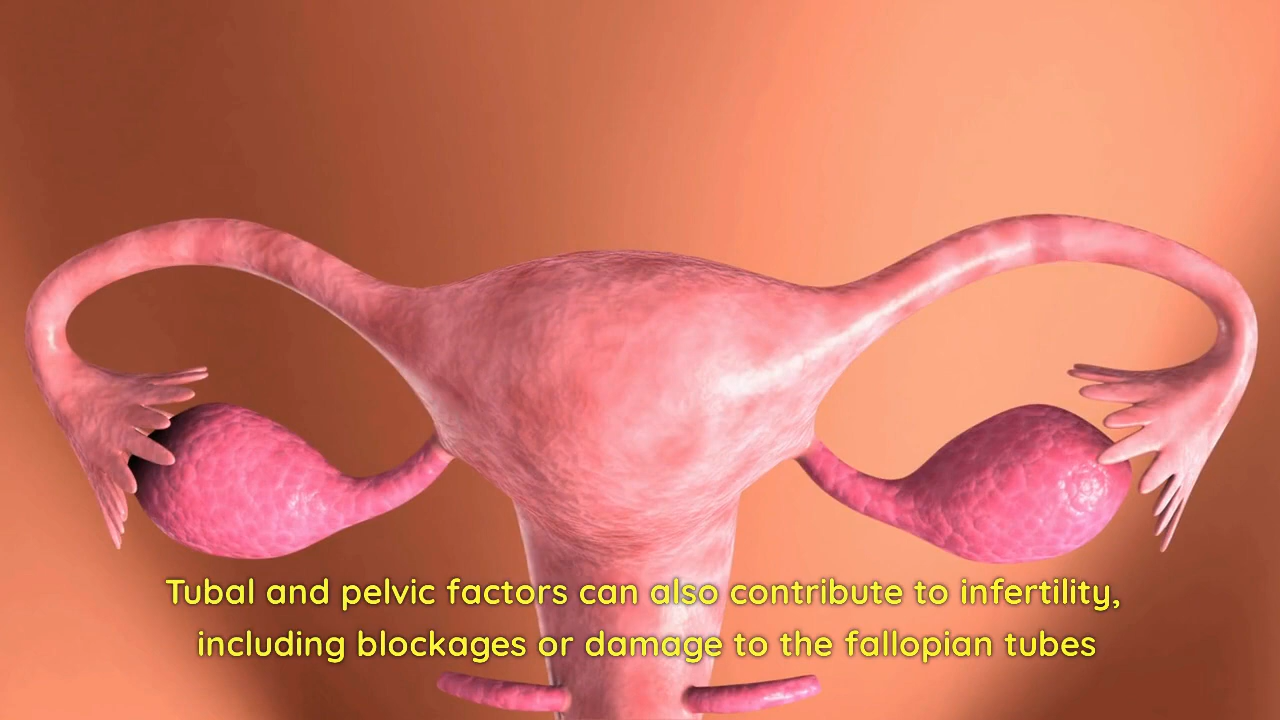 Tubal and pelvic factors can also contribute to infertility,
including blockages or damage to the fallopian tubes